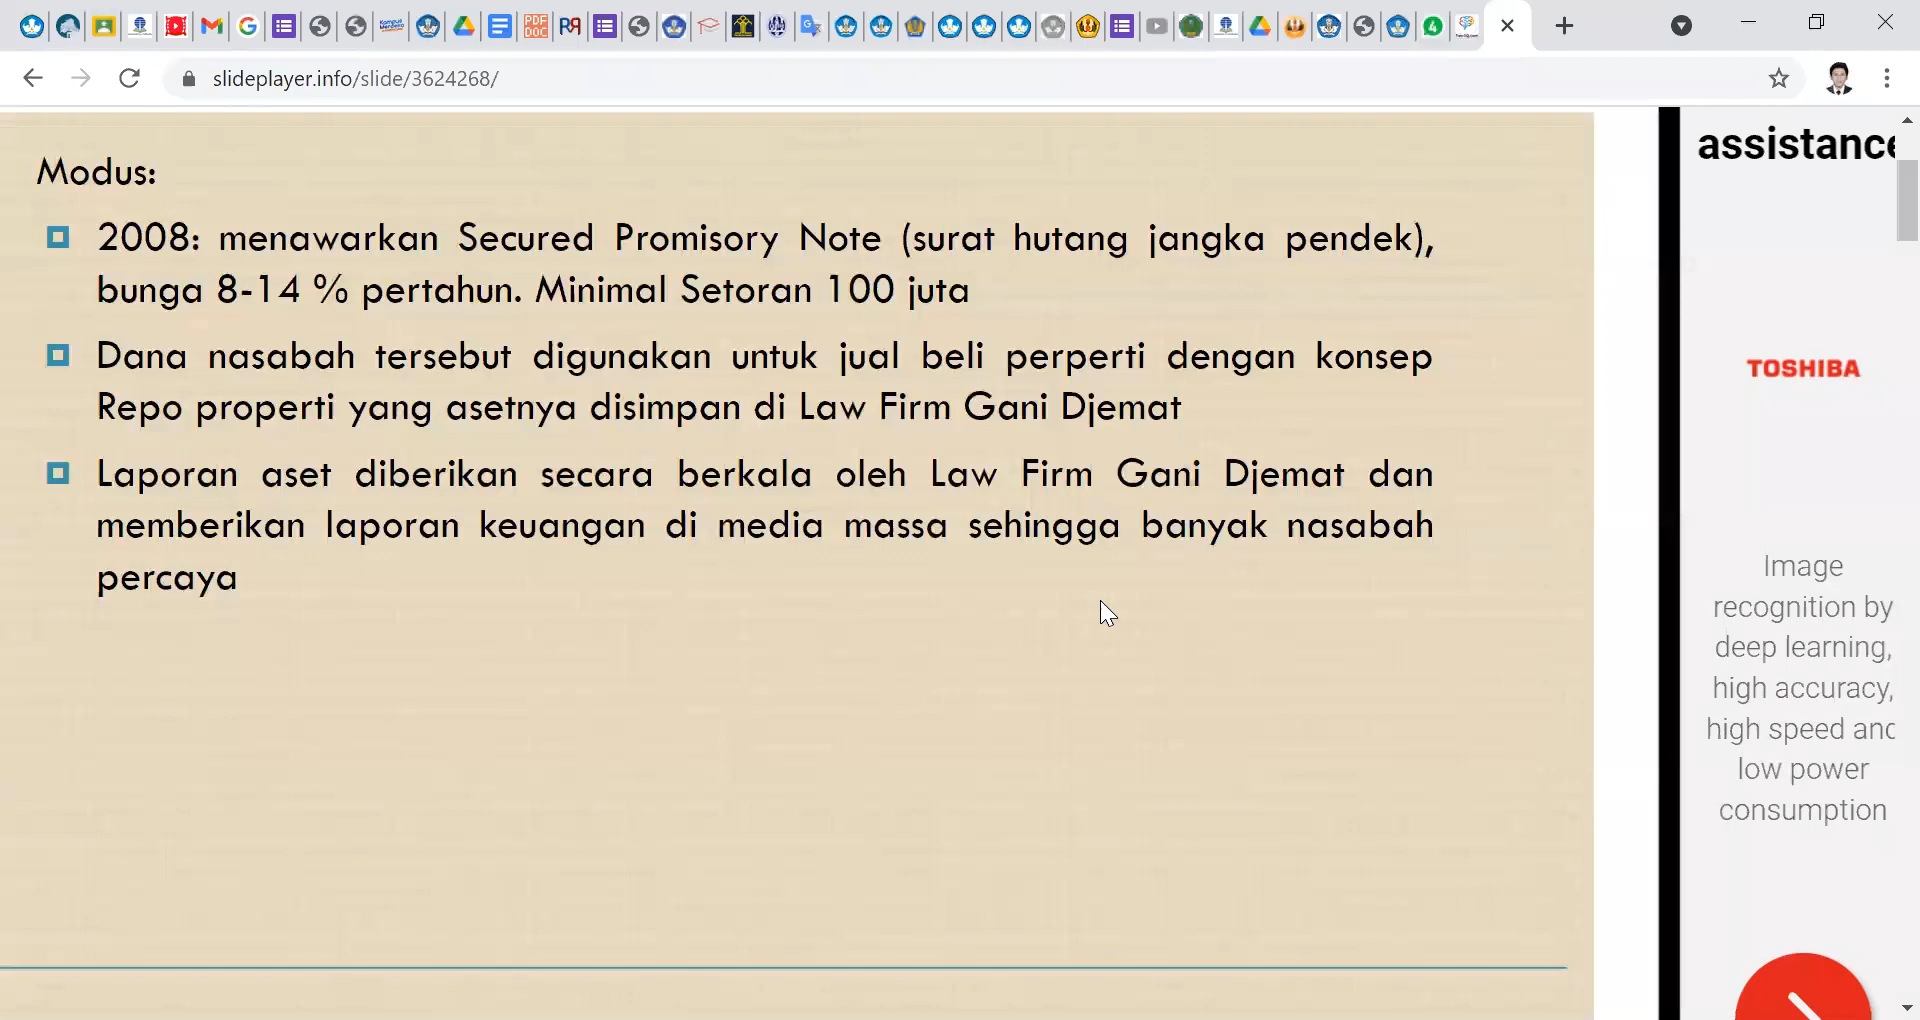 slideplayer.info/slide/3624268/
Modus:
2008: menawarkan Secured Promisory Note (surat hutang jangka pendek),
bunga 8-14 % pertahun. Minimal Setoran 100 juta
Dana nasabah tersebut digunakan untuk jual beli perperti dengan konsep
Repo properti yang asetnya disimpan di Law Firm Gani Djemat
Laporan aset diberikan secara berkala oleh Law Firm Gani Djemat dan
memberikan laporan keuangan di media massa sehingga banyak nasabah
percaya
assistance
TOSHIBA
Image
recognition by
deep learning,
high accuracy,
high speed and
low power
consumption